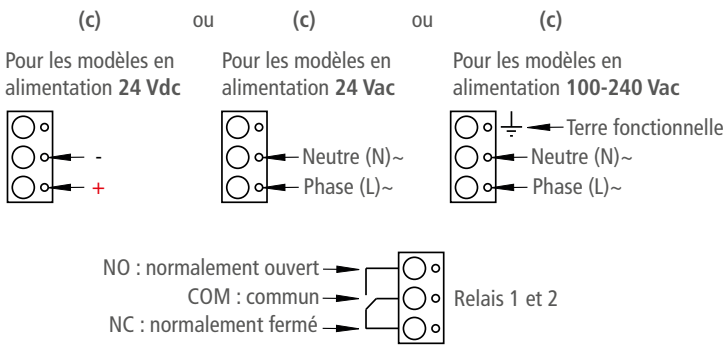 (c) ou (c) ou (c)
Pour les modèles en
alimentation 24 Vdc
Pour les modèles en
alimentation 24 Vac
Pour les modèles en
alimentation 100-240 Vac
-
+
Neutre (N)~
Phase (L)~
Terre fonctionelle
Neutre (N)~
Phase (L)~
NO : normalement ouvert
COM : commun
NC : normalement fermé
Relais 1 et 2